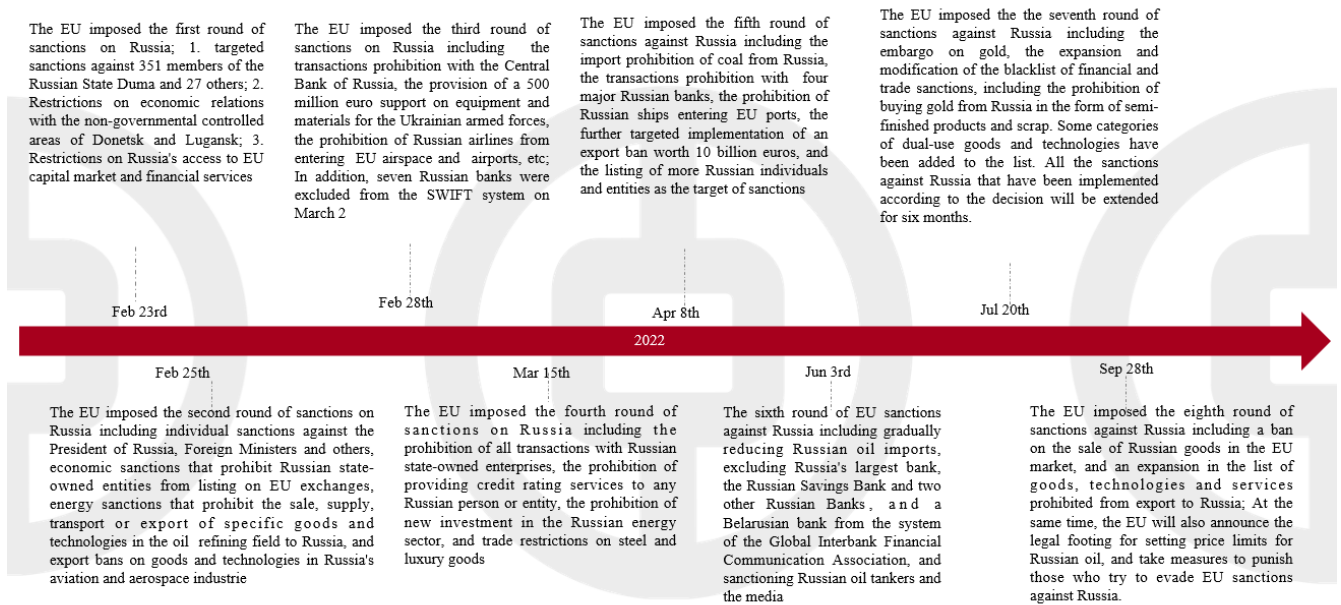 The EU imposed the first round of
sanctions on Russia; 1. targeted
sanctions against 351 members of the
Russian State Duma and 27 others; 2.
Restrictions on economic relations
with the non-governmental controlled
areas of Donetsk and Lugansk; 3.
Restrictions on Russia's access to EU
capital market and financial services
The EU imposed the third round of
sanctions on Russia including the
transactions prohibition with the Central
Bank of Russia, the provision of a 500
million euro support on equipment and
materials for the Ukrainian armed forces,
the prohibition of Russian airlines from
entering EU airspace and airports, etc;
In addition, seven Russian banks were
excluded from the SWIFT system on
March 2
The EU imposed the fifth round of
sanctions against Russia including the
import prohibition of coal from Russia,
the transactions prohibition with four
major Russian banks, the prohibition of
Russian ships entering EU ports, the
further targeted implementation of an
export ban worth 10 billion euros, and
the listing of more Russian individuals
and entities as the target of sanctions
The EU imposed the the seventh round of
sanctions against Russia including the
embargo on gold, the expansion and
modification of the blacklist of financial and
trade sanctions, including the prohibition of
buying gold from Russia in the form of semi-
finished products and scrap. Some categories
of dual-use goods and technologies have
been added to the list. All the sanctions
against Russia that have been implemented
according to the decision will be extended
for six months.
Feb 23rd
Feb 28th
Apr 8th
Jul 20th
2022
Feb 25th
Mar 15th
Jun 3rd
Sep 28th
The EU imposed the second round of sanctions on
Russia including individual sanctions against the
President of Russia, Foreign Ministers and others,
economic sanctions that prohibit Russian state-
owned entities from listing on EU exchanges,
energy sanctions that prohibit the sale, supply,
transport or export of specific goods and
technologies in the oil refining field to Russia, and
export bans on goods and technologies in Russia's
aviation and aerospace industrie
The EU imposed the fourth round of
sanctions on Russia including the
prohibition of all transactions with Russian
state-owned enterprises, the prohibition of
providing credit rating services to any
Russian person or entity, the prohibition of
new investment in the Russian energy
sector, and trade restrictions on steel and
luxury goods
The sixth round of EU sanctions
against Russia including gradually
reducing Russian oil imports,
excluding Russia's largest bank,
the Russian Savings Bank and two
other Russian Banks, and a
Belarusian bank from the system
of the Global Interbank Financial
Communication Association, and
sanctioning Russian oil tankers and
the media
The EU imposed the eighth round of
sanctions against Russia including a ban
on the sale of Russian goods in the EU
market, and an expansion in the list of
goods, technologies and services
prohibited from export to Russia; At the
same time, the EU will also announce the
legal footing for setting price limits for
Russian oil, and take measures to punish
those who try to evade EU sanctions
against Russia.